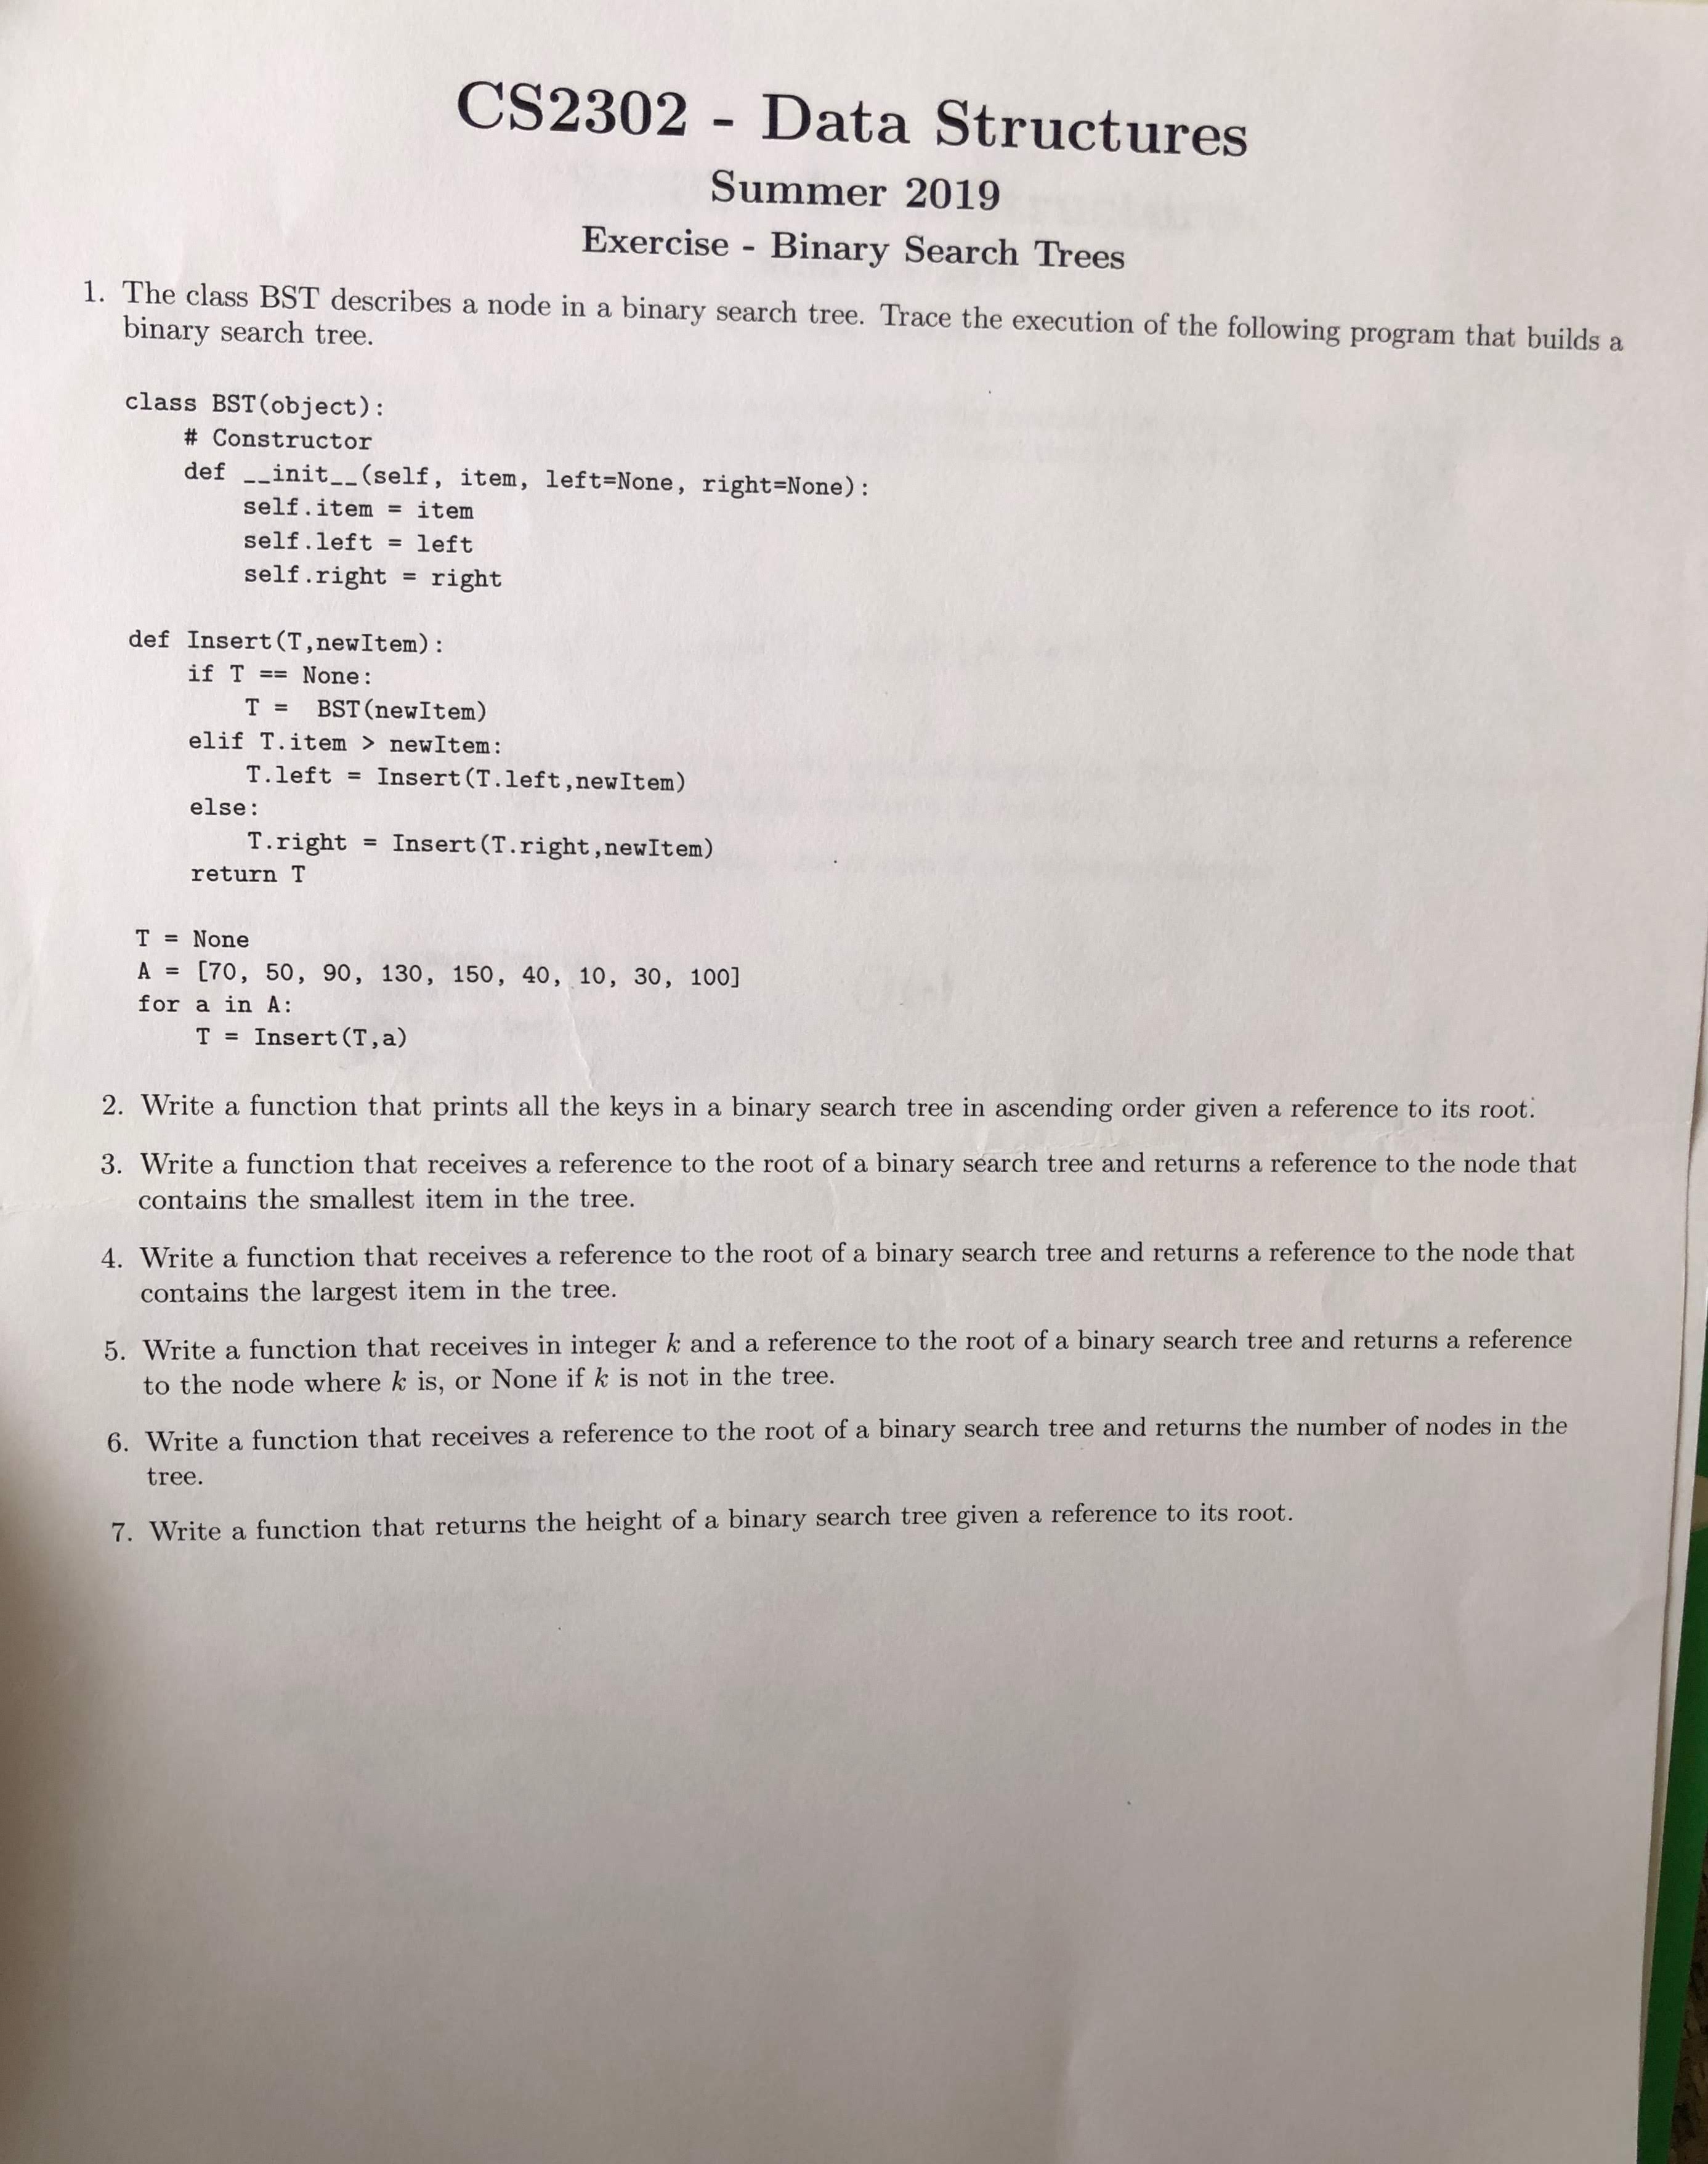 CS2302 - Data Structures
Summer 2019
Exercise - Binary Search Trees
1. The class BST describes a node in a binary search tree. Trace the execution of the following program that builds a
binary search tree.
class BST(object):
    # Constructor
    def __init__(self, item, left=None, right=None):
        self.item = item
        self.left = left
        self.right = right
def Insert(T,newItem):
    if T == None:
        T =  BST(newItem)
    elif T.item > newItem:
        T.left = Insert(T.left,newItem)
    else:
        T.right = Insert(T.right,newItem)
    return T
T = None
A = [70, 50, 90, 130, 150, 40, 10, 30, 100]
for a in A:
    T = Insert(T,a)
2. Write a function that prints all the keys in a binary search tree in ascending order given a reference to its root.
3. Write a function that receives a reference to the root of a binary search tree and returns a reference to the node that
contains the smallest item in the tree.
4. Write a function that receives a reference to the root of a binary search tree and returns a reference to the node that
contains the largest item in the tree.
5. Write a function that receives in integer k and a reference to the root of a binary search tree and returns a reference
to the node where k is, or None if k is not in the tree.
6. Write a function that receives a reference to the root of a binary search tree and returns the number of nodes in the
tree.
7. Write a function that returns the height of a binary search tree given a reference to its root.